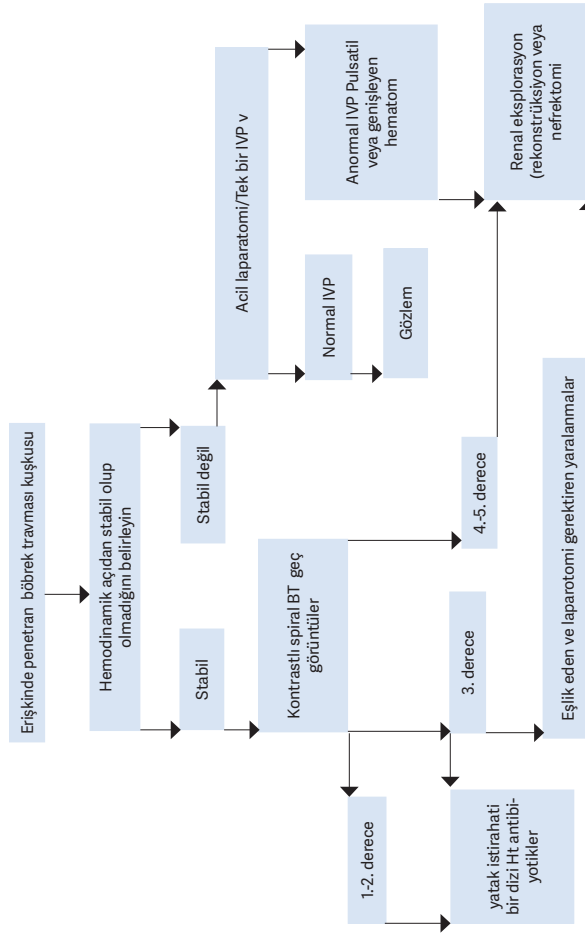 Erişkinde penetran böbrek travması kuşkusu
Hemodinamik açıdan stabil olup
olmadığını belirleyin
Stabil
Stabil değil
Kontrastlı spiral BT geç
görüntüler
Acil laparatomi/Tek bir IVP v
Normal IVP
Anormal IVP Pulsatil
veya genişleyen
hematom
Gözlem
1.-2. derece
3. derece
4.-5. derece
yatak istirahati
bir dizi Ht antibi-
yotikler
Eşlik eden ve laparotomi gerektiren yaralanmalar
Renal eksplorasyon
(rekonstrüksiyon veya
nefrektomi